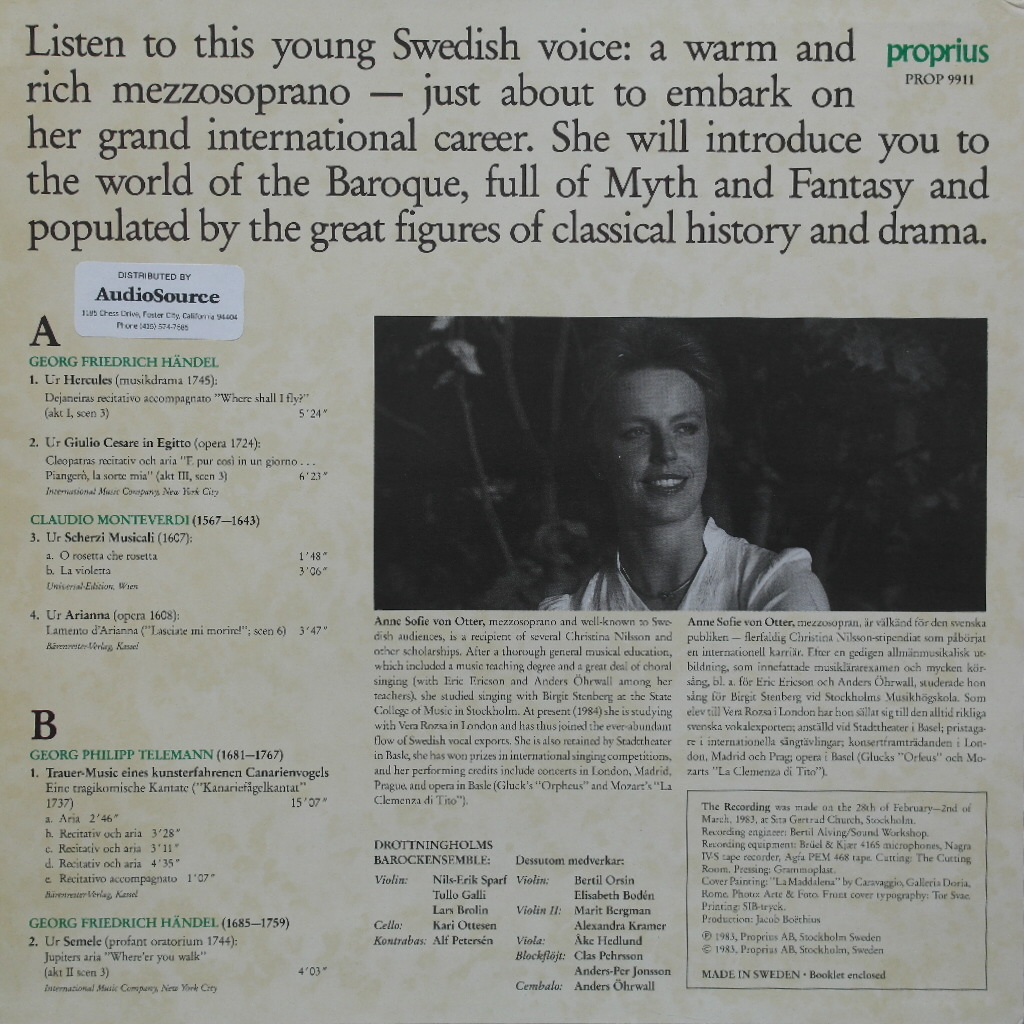 Listen to this young Swedish voice: a warm and
rich mezzosoprano — just about to embark on
her grand international career. She will introduce you to
the world of the Baroque, full of Myth and Fantasy and
populated by the great figures of classical history and drama.
proprius
PROP 9911
DISTRIBUTED BY
AudioSource
1185 Chess Drive, Foster City, California 94404
Phone (415) 574-7585
A
GEORG FRIEDRICH HÄNDEL
1. Ur Hercules (musikdrama 1745):
Dejaneiras recitativo accompagnato "Where shall I fly?"
(akt I, scen 3) 5'24"
2. Ur Giulio Cesare in Egitto (opera 1724):
Cleopatras recitativ och aria "E pur così in un giorno . . .
Piangerò, la sorte mia" (akt III, scen 3) 6'23"
International Music Company, New York City
CLAUDIO MONTEVERDI (1567—1643)
3. Ur Scherzi Musicali (1607):
a. O rosetta che rosetta 1'48"
b. La violetta 3'06"
Universal-Edition, Wien
4. Ur Arianna (opera 1608):
Lamento d'Arianna ("Lasciate mi morire!"; scen 6) 3'47"
Bärenreiter-Verlag, Kassel
B
GEORG PHILIPP TELEMANN (1681—1767)
1. Trauer-Music eines kunsterfahrenen Canarienvogels
Eine tragikomische Kantate ("Kanariefågelkantat"
1737) 15'07"
a. Aria 2'46"
b. Recitativ och aria 3'28"
c. Recitativ och aria 3'11"
d. Recitativ och aria 4'35"
e. Recitativo accompagnato 1'07"
Bärenreiter-Verlag, Kassel
GEORG FRIEDRICH HÄNDEL (1685—1759)
2. Ur Semele (profant oratorium 1744):
Jupiters aria "Where'er you walk"
(akt II scen 3) 4'03"
International Music Company, New York City
Anne Sofie von Otter, mezzosoprano and well-known to Swe-
dish audiences, is a recipient of several Christina Nilsson and
other scholarships. After a thorough general musical education,
which included a music teaching degree and a great deal of choral
singing (with Eric Ericson and Anders Öhrwall among her
teachers), she studied singing with Birgit Stenberg at the State
College of Music in Stockholm. At present (1984) she is studying
with Vera Rozsa in London and has thus joined the ever-abundant
flow of Swedish vocal exports. She is also retained by Stadttheater
in Basle, she has won prizes in international singing competitions,
and her performing credits include concerts in London, Madrid,
Prague, and opera in Basle (Gluck's "Orpheus" and Mozart's "La
Clemenza di Tito").
Anne Sofie von Otter, mezzosopran, är välkänd för den svenska
publiken — flerfaldig Christina Nilsson-stipendiat som påbörjat
en internationell karriär. Efter en gedigen allmänmusikalisk ut-
bildning, som innefattade musiklärarexamen och mycken kör-
sång, bl. a. för Eric Ericson och Anders Öhrwall, studerade hon
sång för Birgit Stenberg vid Stockholms Musikhögskola. Som
elev till Vera Rozsa i London har hon sällat sig till den alltid rikliga
svenska vokalexporten; anställd vid Stadttheater i Basel; pristaga-
re i internationella sångtävlingar; konsertframträdanden i Lon-
don, Madrid och Prag; opera i Basel (Glucks "Orfeus" och Mo-
zarts "La Clemenza di Tito").
DROTTNINGHOLMS
BAROCKENSEMBLE:
Violin: Nils-Erik Sparf
Tullo Galli
Lars Brolin
Cello: Kari Ottesen
Kontrabas: Alf Petersén
Dessutom medverkar:
Violin: Bertil Orsin
Elisabeth Bodén
Violin II: Marit Bergman
Alexandra Kramer
Viola: Åke Hedlund
Blockflöjt: Clas Pehrsson
Anders-Per Jonsson
Cembalo: Anders Öhrwall
The Recording was made on the 28th of February—2nd of
March, 1983, at Sta Gertrud Church, Stockholm.
Recording engineer: Bertil Alving/Sound Workshop.
Recording equipment: Brüel & Kjær 4165 microphones, Nagra
IV-S tape recorder, Agfa PEM 468 tape. Cutting: The Cutting
Room, Pressing: Grammoplast.
Cover Painting: "La Maddalena" by Caravaggio, Galleria Doria,
Rome. Photo: Arte & Foto. Front cover typography: Tor Svae.
Printing: SIB-tryck.
Production: Jacob Boëthius
℗ 1983, Proprius AB, Stockholm Sweden
© 1983, Proprius AB, Stockholm, Sweden
MADE IN SWEDEN • Booklet enclosed